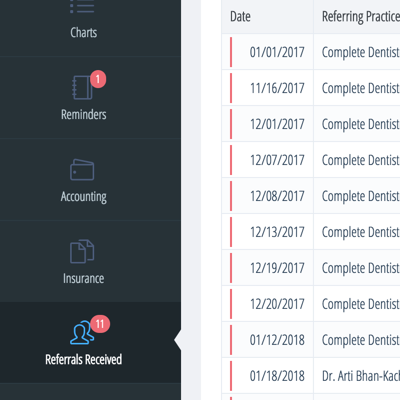 Charts
1
Reminders
Accounting
Insurance
11
Referrals Received
Date Referring Practice
01/01/2017 Complete Dentist
11/16/2017 Complete Dentist
12/01/2017 Complete Dentist
12/07/2017 Complete Dentist
12/08/2017 Complete Dentist
12/13/2017 Complete Dentist
12/19/2017 Complete Dentist
12/20/2017 Complete Dentist
01/12/2018 Complete Dentist
01/18/2018 Dr. Arti Bhan-Kach